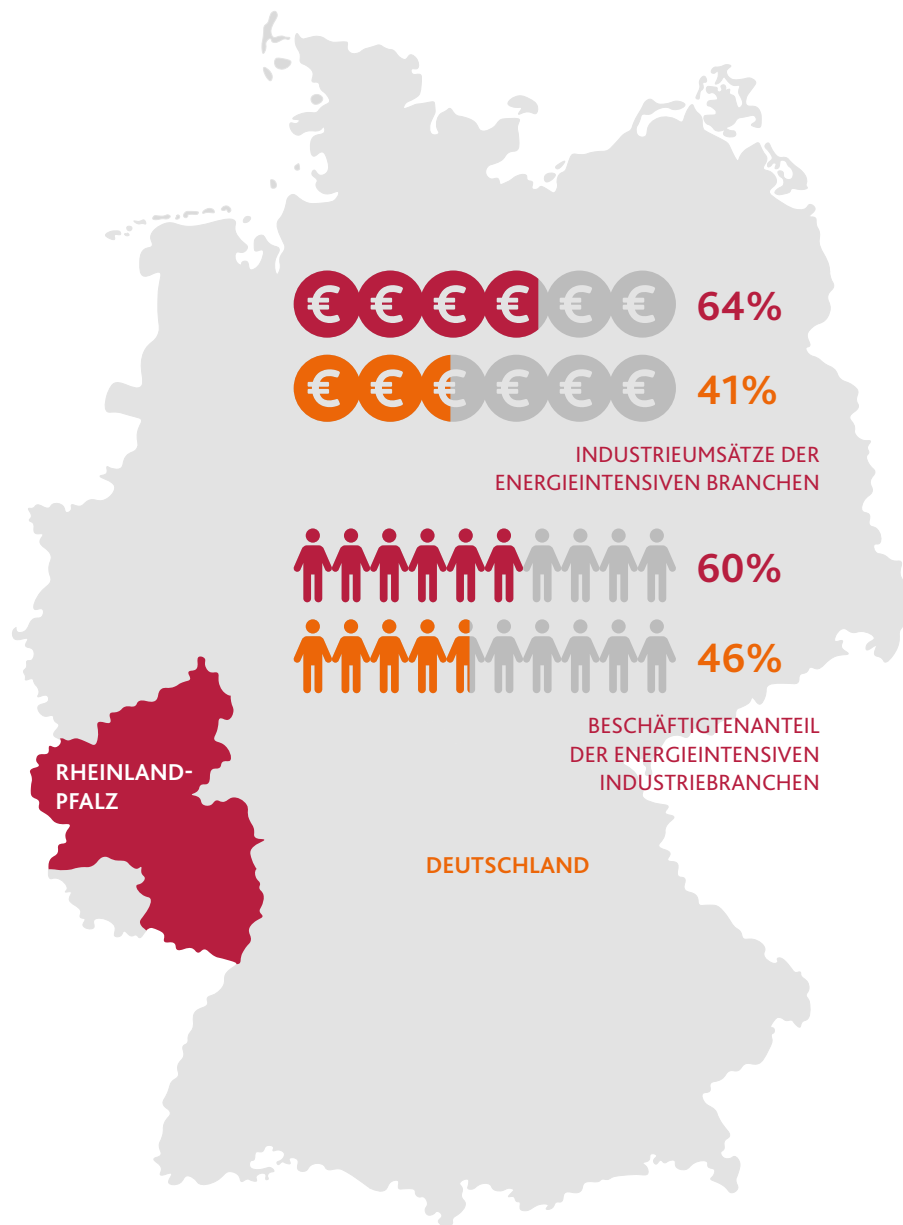 € € € € € € 64%
€ € € € € € 41%
INDUSTRIEUMSÄTZE DER
ENERGIEINTENSIVEN BRANCHEN
60%
46%
BESCHÄFTIGTENANTEIL
DER ENERGIEINTENSIVEN
INDUSTRIEBRANCHEN
RHEINLAND-
PFALZ
DEUTSCHLAND